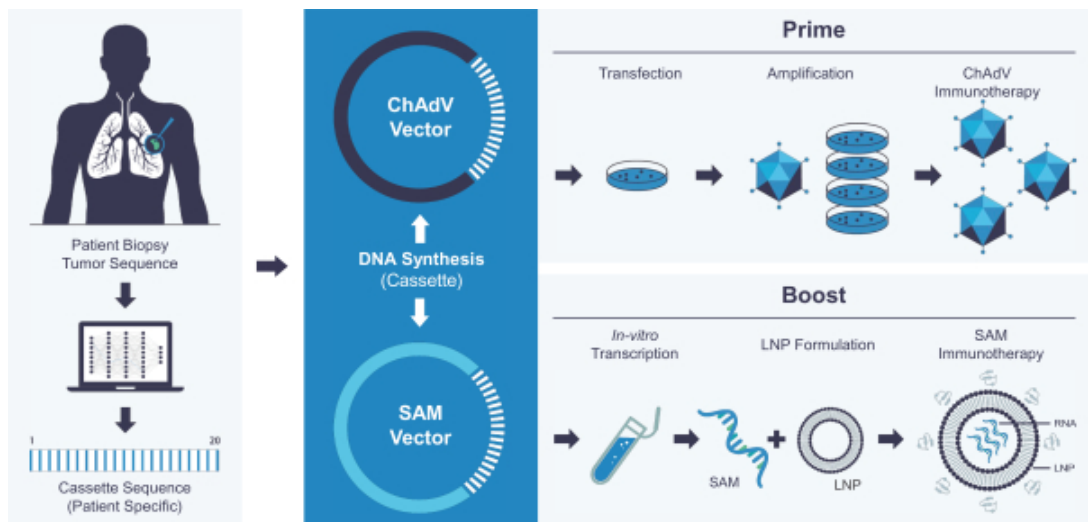 Patient Biopsy
Tumor Sequence
1 20
Cassette Sequence
(Patient Specific)
ChAdV
Vector
DNA Synthesis
(Cassette)
SAM
Vector
Prime
Transfection
Amplification
ChAdV
Immunotherapy
Boost
In-vitro
Transcription
LNP Formulation
SAM
Immunotherapy
SAM
LNP
RNA
LNP